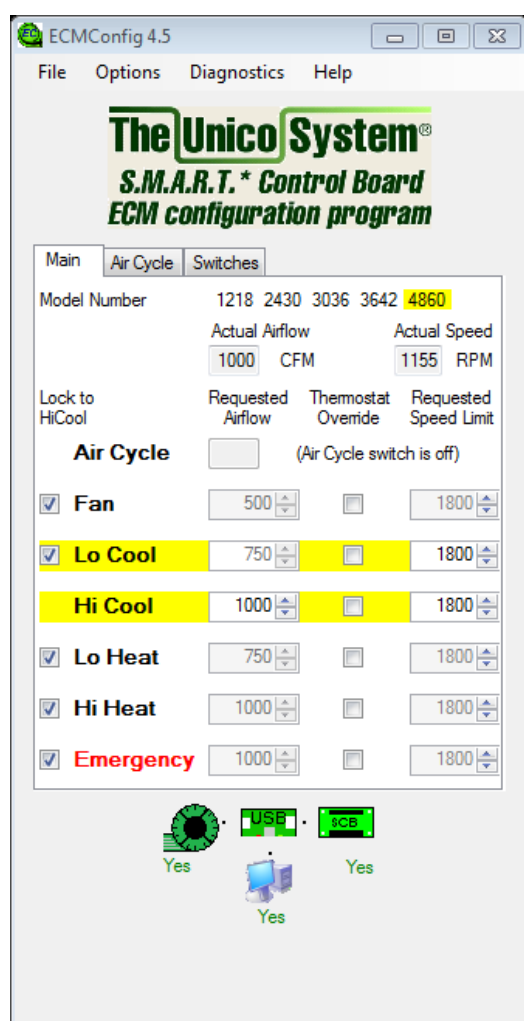 ECMConfig 4.5
File Options Diagnostics Help
The Unico System®
S.M.A.R.T.* Control Board
ECM configuration program
Main Air Cycle Switches
Model Number 1218 2430 3036 3642 4860
Actual Airflow Actual Speed
1000 CFM 1155 RPM
Lock to Requested Thermostat Requested
HiCool Airflow Override Speed Limit
Air Cycle (Air Cycle switch is off)
Fan 500 1800
Lo Cool 750 1800
Hi Cool 1000 1800
Lo Heat 750 1800
Hi Heat 1000 1800
Emergency 1000 1800
USB SCB
Yes Yes
Yes